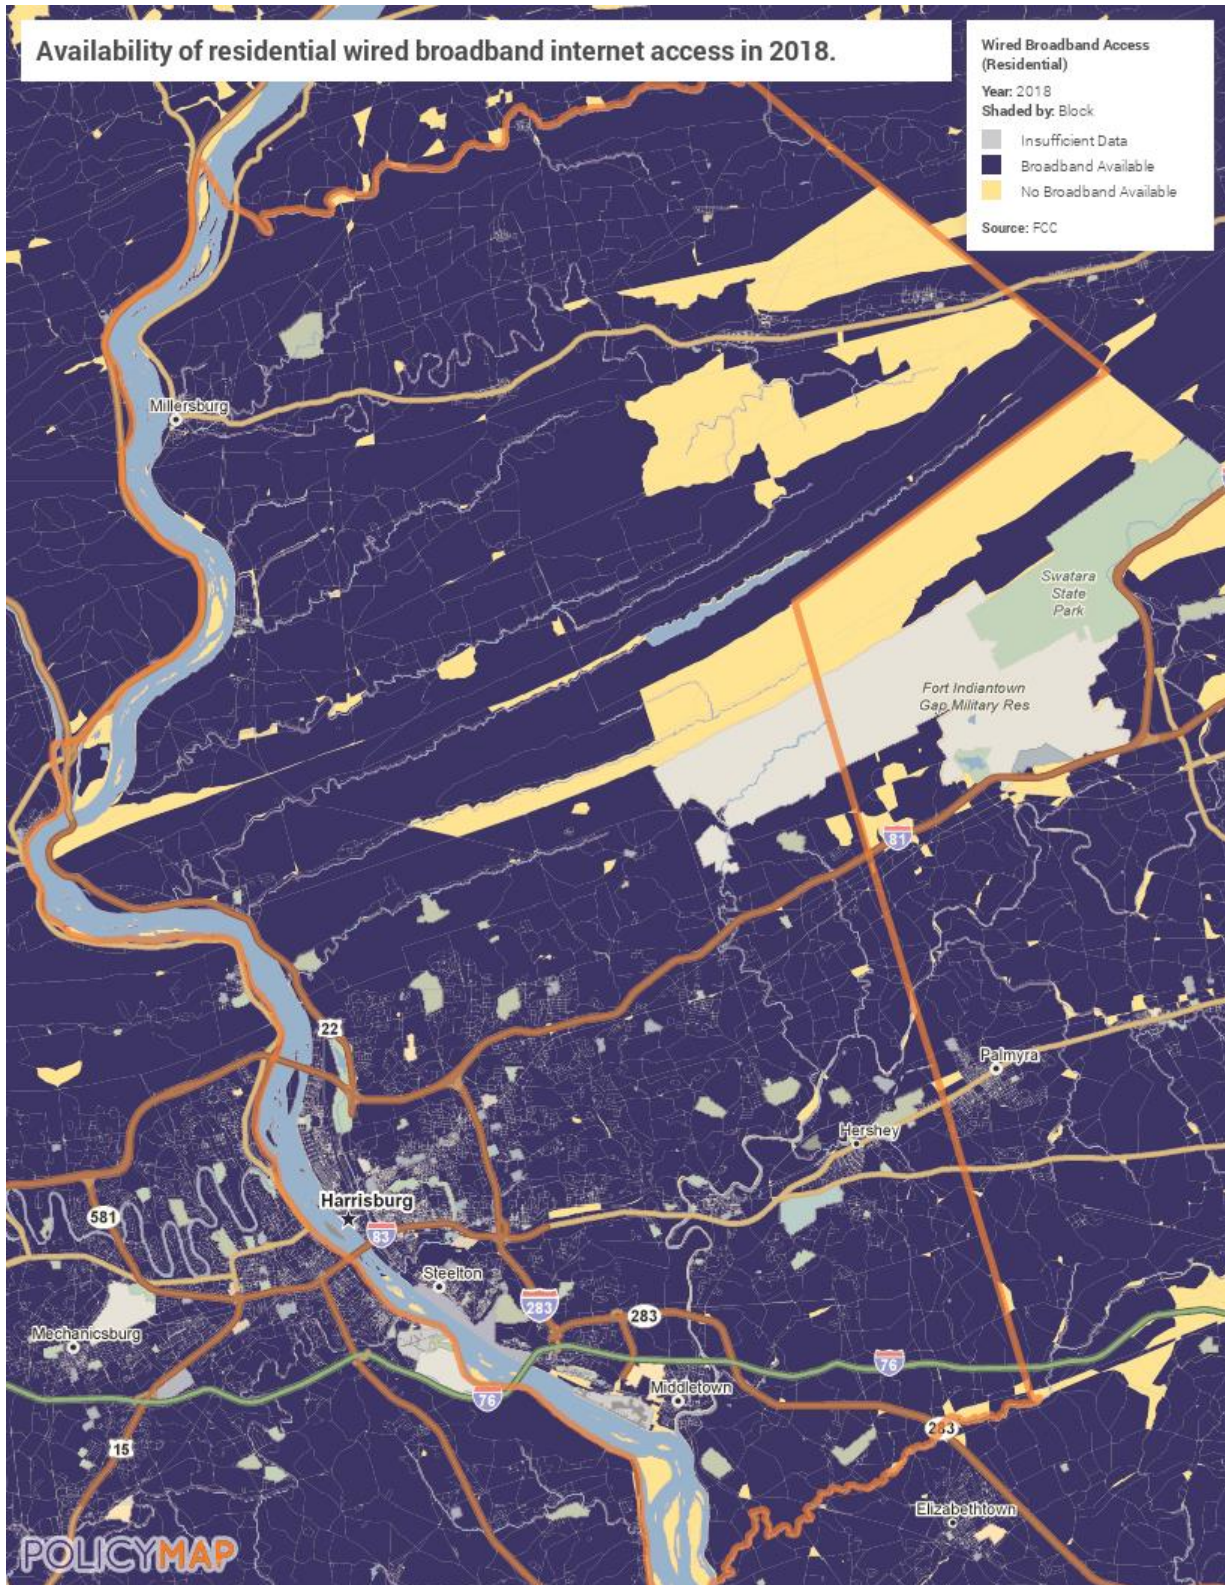 Availability of residential wired broadband internet access in 2018.
Wired Broadband Access
(Residential)
Year: 2018
Shaded by: Block
Insufficient Data
Broadband Available
No Broadband Available
Source: FCC
Millersburg
Swatara
State
Park
Fort Indiantown
Gap Military Res
81
22
Palmyra
Hershey
Harrisburg
581
83
Steelton
283
283
Mechanicsburg
76
76
Middletown
283
15
Elizabethtown
POLICYMAP